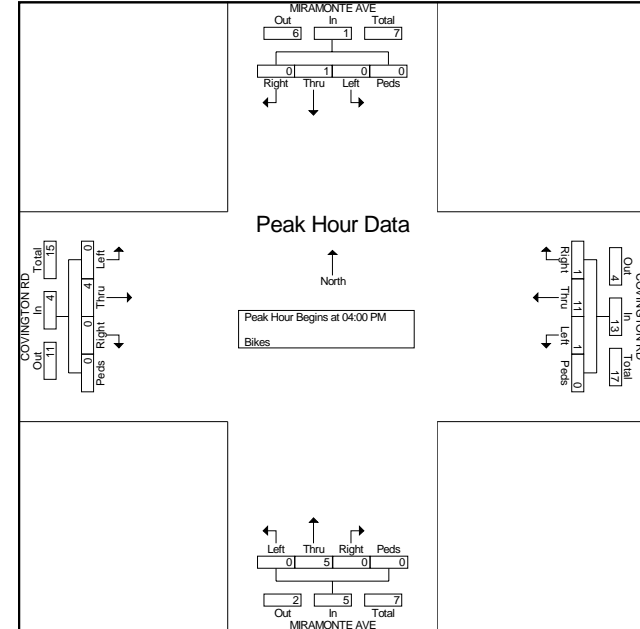 MIRAMONTE AVE
Out In Total
6 1 7
0 1 0 0
Right Thru Left Peds
Peak Hour Data
North
Peak Hour Begins at 04:00 PM
Bikes
COVINGTON RD
Out In Total
11 4 15
Peds Right Thru Left
0 0 4 0
COVINGTON RD
Out In Total
4 13 17
Right Thru Left Peds
1 11 1 0
Left Thru Right Peds
0 5 0 0
2 5 7
Out In Total
MIRAMONTE AVE